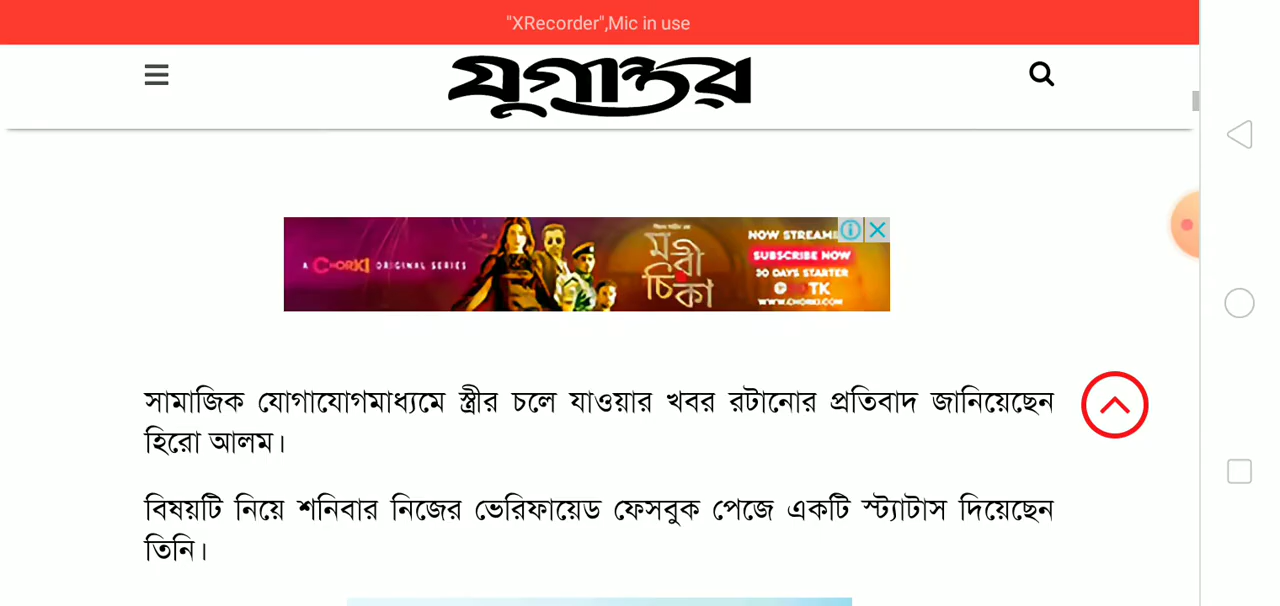 "XRecorder",Mic in use
যুগান্তর
A CHORKI ORIGINAL SERIES
মরীচিকা
NOW STREAMING
SUBSCRIBE NOW
30 DAYS STARTER
TK
WWW.CHORKI.COM
সামাজিক যোগাযোগমাধ্যমে স্ত্রীর চলে যাওয়ার খবর রটানোর প্রতিবাদ জানিয়েছেন
হিরো আলম।
বিষয়টি নিয়ে শনিবার নিজের ভেরিফায়েড ফেসবুক পেজে একটি স্ট্যাটাস দিয়েছেন
তিনি।